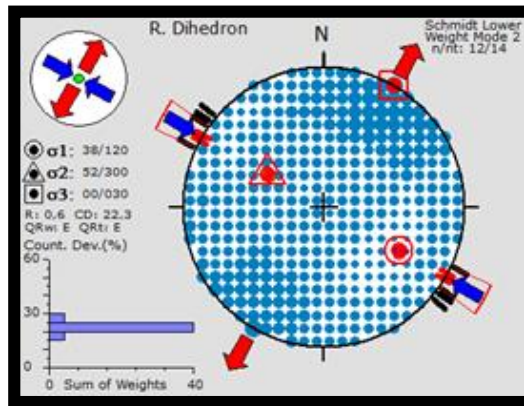 R. Dihedron
N
Schmidt Lower
Weight Mode 2
n/nt: 12/14
σ1: 38/120
σ2: 52/300
σ3: 00/030
R: 0.6 CD: 22.3
QRw: E QRt: E
Count. Dev.(%)
60
30
0
0 Sum of Weights 40